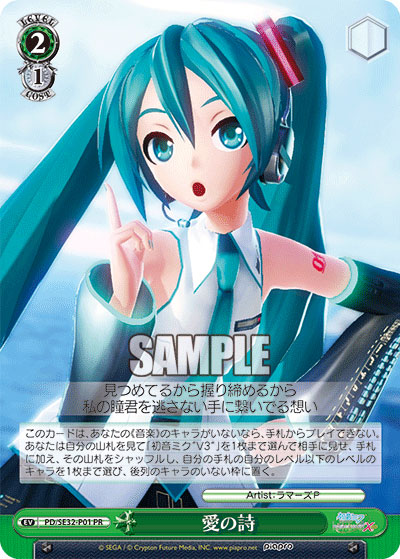 LEVEL
2
1
COST
01
SAMPLE
見つめてるから握り締めるから
私の瞳君を逃さない手に繋いでる想い
このカードは、あなたの《音楽》のキャラがいないなら、手札からプレイできない。
あなたは自分の山札を見て「初音ミク"V3"」を1枚まで選んで相手に見せ、手札
に加え、その山札をシャッフルし、自分の手札の自分のレベル以下のレベルの
キャラを1枚まで選び、後列のキャラのいない枠に置く。
Artist:ラマーズP
EV PD/SE32-P01 PR 愛の詩
© SEGA / © Crypton Future Media, INC. www.piapro.net piapro